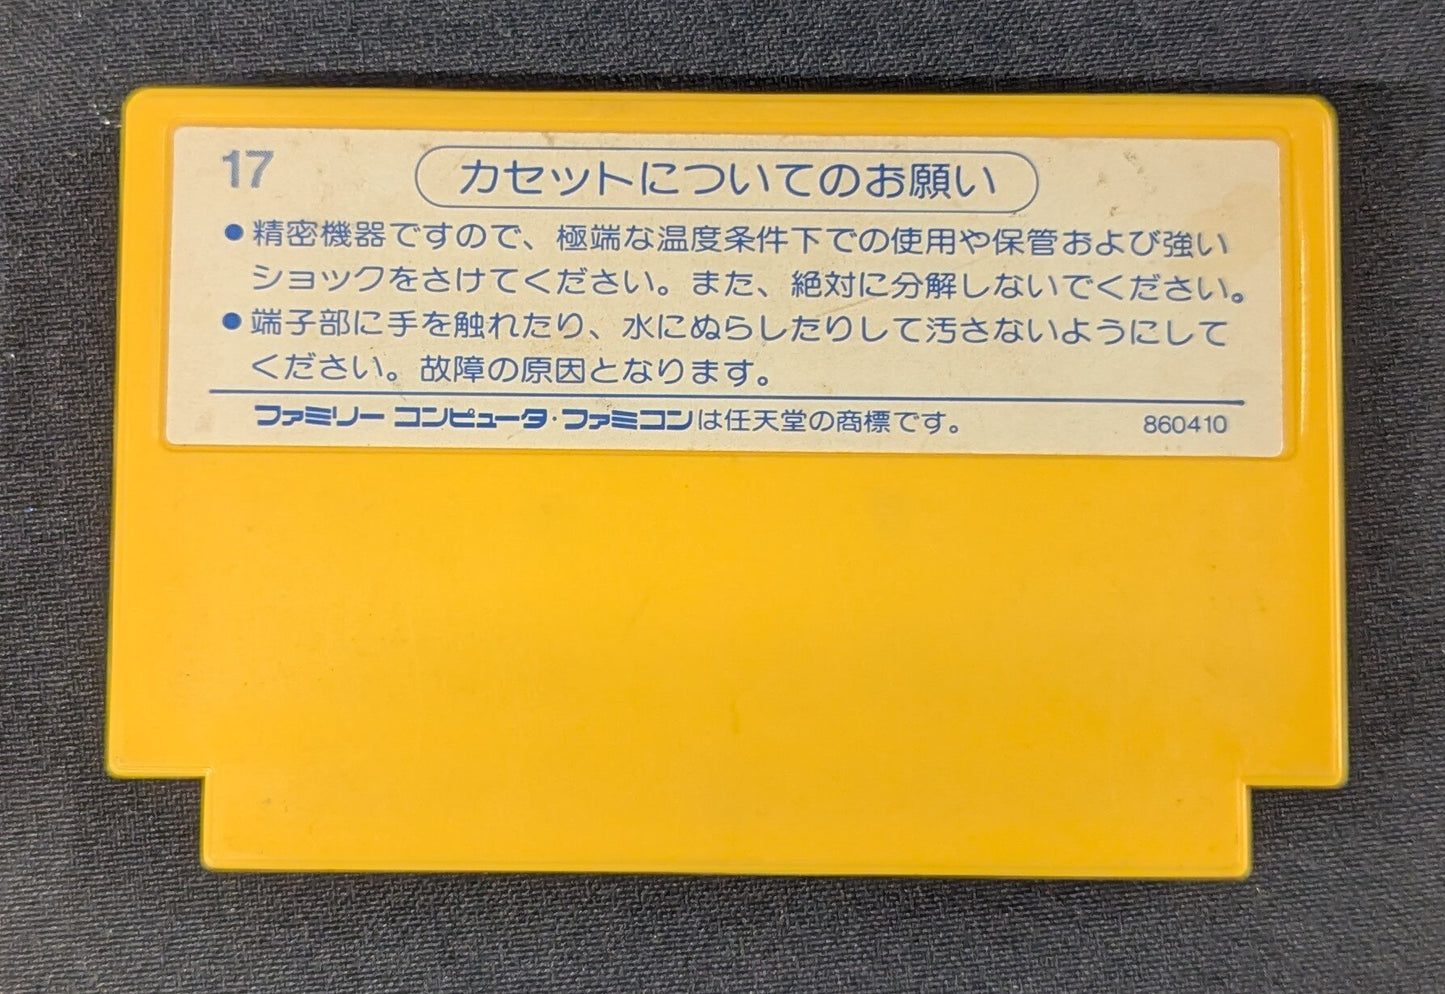 17
カセットについてのお願い
●精密機器ですので、極端な温度条件下での使用や保管および強い
ショックをさけてください。また、絶対に分解しないでください。
●端子部に手を触れたり、水にぬらしたりして汚さないようにして
ください。故障の原因となります。
ファミリー コンピュータ・ファミコンは任天堂の商標です。 860410